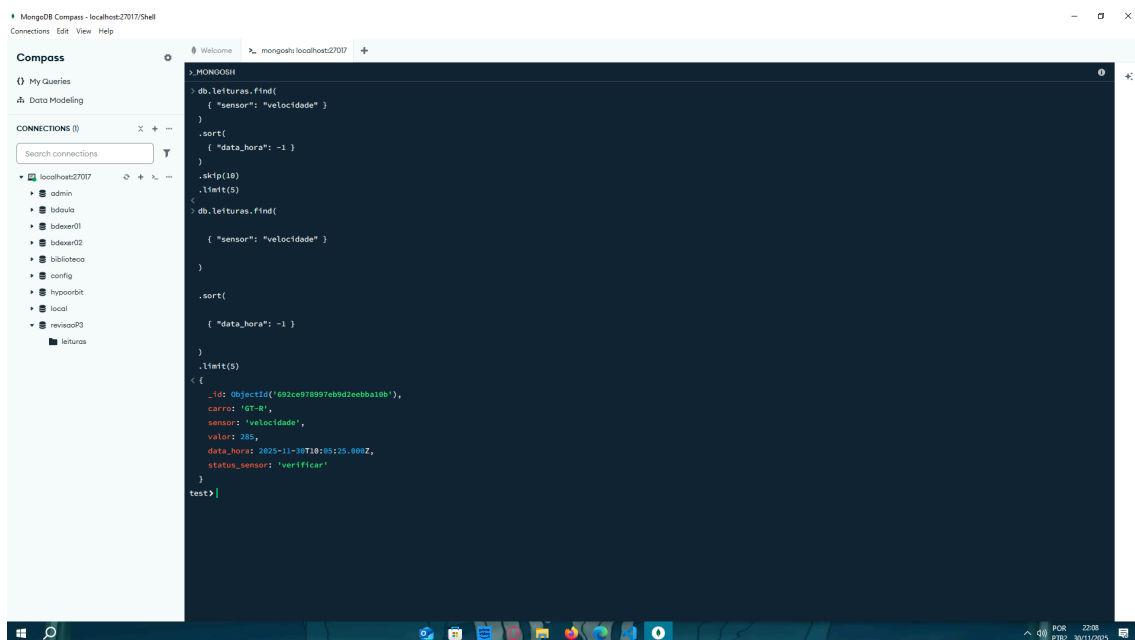 MongoDB Compass - localhost:27017/Shell
Connections Edit View Help
Compass
{} My Queries
Data Modeling
CONNECTIONS (1)
Search connections
localhost:27017
admin
bdaula
bdexer01
bdexer02
biblioteca
config
hypoorbit
local
revisaoP3
leituras
Welcome
>_ mongosh: localhost:27017 +
>_MONGOSH
> db.leituras.find(
{ "sensor": "velocidade" }
)
.sort(
{ "data_hora": -1 }
)
.skip(10)
.limit(5)
<
> db.leituras.find(
{ "sensor": "velocidade" }
)
.sort(
{ "data_hora": -1 }
)
.limit(5)
< {
_id: ObjectId('692ce978997eb9d2eebba10b'),
carro: 'GT-R',
sensor: 'velocidade',
valor: 285,
data_hora: 2025-11-30T10:05:25.000Z,
status_sensor: 'verificar'
}
test>
POR 22:08
PTB2 30/11/2025